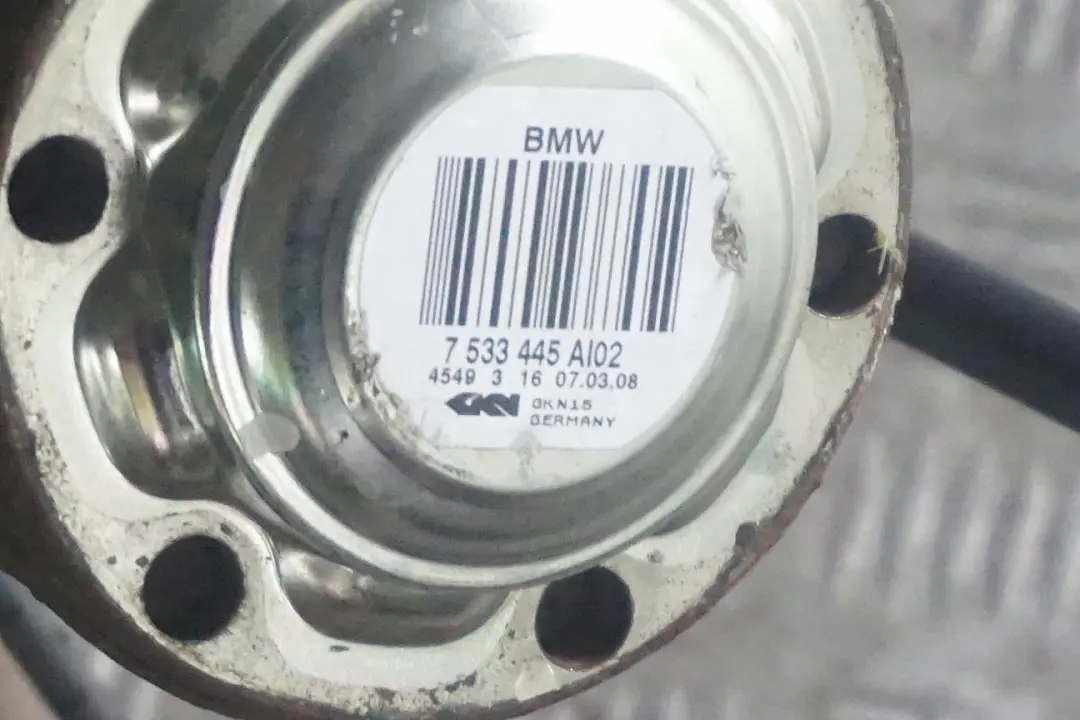 BMW
7 533 445 AI02
4549 3 16 07.03.08
GKN GKN15
GERMANY